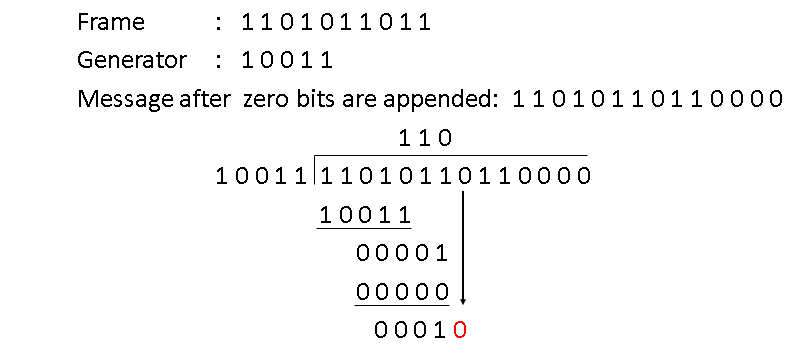 Frame : 1 1 0 1 0 1 1 0 1 1
Generator : 1 0 0 1 1
Message after zero bits are appended: 1 1 0 1 0 1 1 0 1 1 0 0 0 0
1 1 0
1 0 0 1 1 1 1 0 1 0 1 1 0 1 1 0 0 0 0
1 0 0 1 1
0 0 0 0 1
0 0 0 0 0
0 0 0 1 0